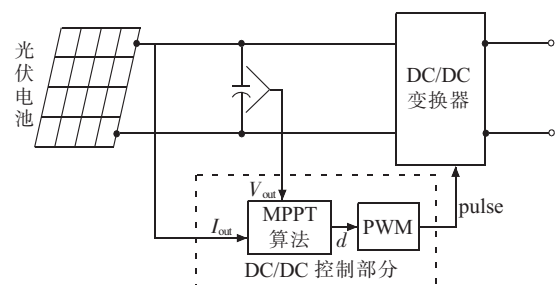 光伏电池
DC/DC
变换器
V_out
I_out
MPPT
算法
d
PWM
pulse
DC/DC 控制部分